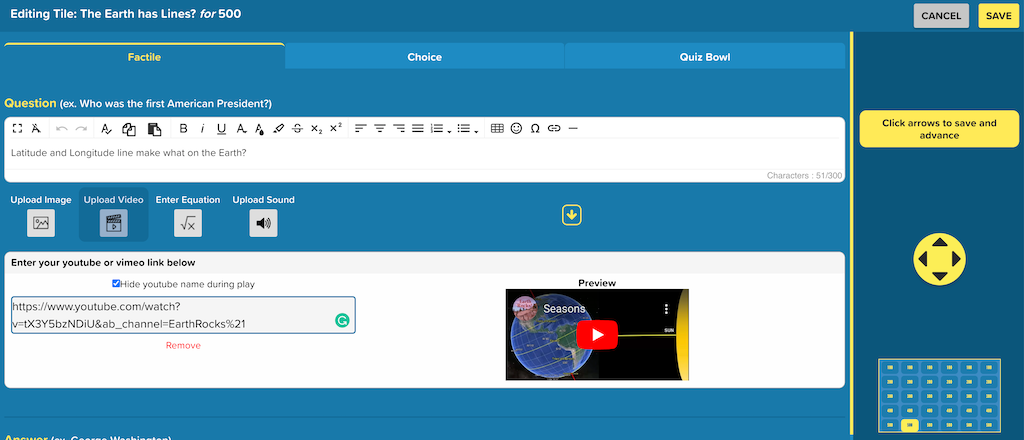 Editing Tile: The Earth has Lines? for 500
CANCEL
SAVE
Factile
Choice
Quiz Bowl
Question (ex. Who was the first American President?)
Latitude and Longitude line make what on the Earth?
Characters : 51/300
Upload Image
Upload Video
Enter Equation
Upload Sound
Enter your youtube or vimeo link below
Hide youtube name during play
https://www.youtube.com/watch?
v=tX3Y5bzNDiU&ab_channel=EarthRocks%21
Remove
Preview
Seasons
SUN
Click arrows to save and
advance
Answer (ex. George Washington)